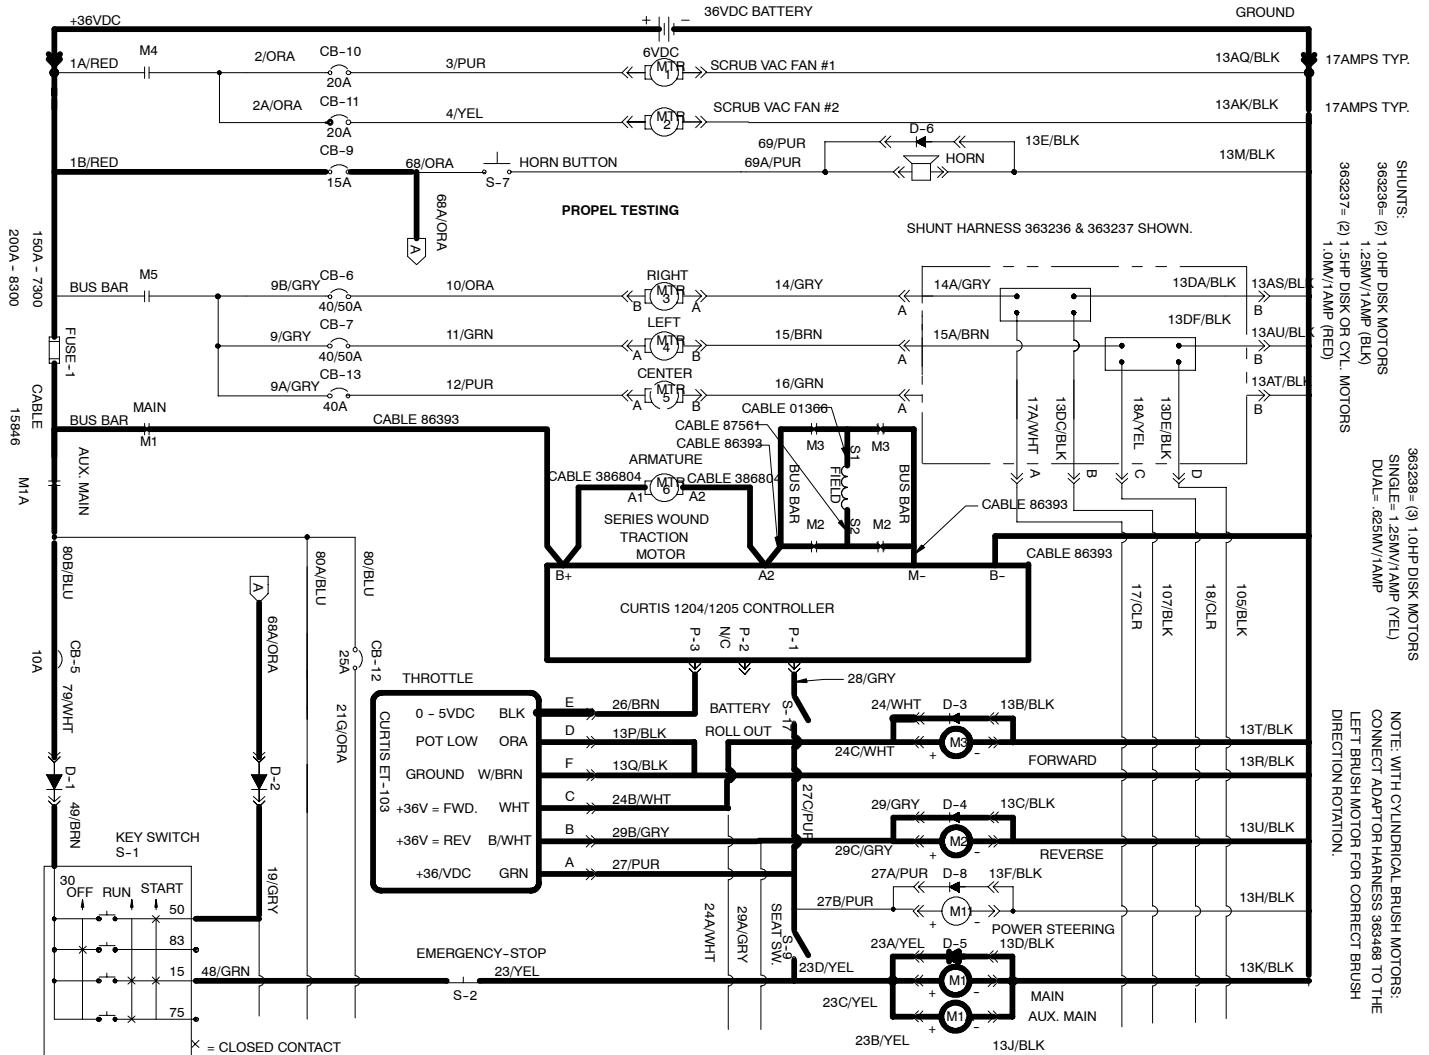 +36VDC
36VDC BATTERY
+ −
GROUND
1A/RED
M4
2/ORA
CB-10
20A
3/PUR
6VDC
MTR
1
SCRUB VAC FAN #1
13AQ/BLK
17AMPS TYP.
2A/ORA
CB-11
20A
4/YEL
MTR
2
SCRUB VAC FAN #2
13AK/BLK
17AMPS TYP.
1B/RED
CB-9
15A
68/ORA
HORN BUTTON
S-7
69/PUR
69A/PUR
D-6
HORN
13E/BLK
13M/BLK
68A/ORA
A
PROPEL TESTING
SHUNT HARNESS 363236 & 363237 SHOWN.
SHUNTS:
363236= (2) 1.0HP DISK MOTORS
1.25MV/1AMP (BLK)
363237= (2) 1.5HP DISK OR CYL. MOTORS
1.0MV/1AMP (RED)
363238= (3) 1.0HP DISK MOTORS
SINGLE= 1.25MV/1AMP (YEL)
DUAL= .625MV/1AMP
NOTE: WITH CYLINDRICAL BRUSH MOTORS:
CONNECT ADAPTOR HARNESS 363468 TO THE
LEFT BRUSH MOTOR FOR CORRECT BRUSH
DIRECTION ROTATION.
150A - 7300
200A - 8300
FUSE-1
CABLE
15846
BUS BAR
M5
9B/GRY
CB-6
40/50A
10/ORA
RIGHT
MTR
3
B A
14/GRY
A
14A/GRY
13DA/BLK
13AS/BLK
B
9/GRY
CB-7
40/50A
11/GRN
LEFT
MTR
4
A B
15/BRN
A
15A/BRN
13DF/BLK
13AU/BLK
B
9A/GRY
CB-13
40A
12/PUR
CENTER
MTR
5
A B
16/GRN
A
13AT/BLK
B
17A/WHT
13DC/BLK
18A/YEL
13DE/BLK
A
B
C
D
17/CLR
107/BLK
18/CLR
105/BLK
BUS BAR
MAIN
M1
CABLE 86393
CABLE 01366
CABLE 87561
CABLE 86393
M3
M3
S1
FIELD
S2
BUS BAR
BUS BAR
M2
M2
CABLE 86393
CABLE 86393
AUX. MAIN
M1A
CABLE 386804
ARMATURE
A1
MTR
6
A2
CABLE 386804
SERIES WOUND
TRACTION
MOTOR
B+
A2
M-
B-
CURTIS 1204/1205 CONTROLLER
P-3
N/C
P-2
P-1
28/GRY
80B/BLU
CB-5
10A
79/WHT
D-1
49/BRN
A
68A/ORA
D-2
19/GRY
80A/BLU
80/BLU
CB-12
25A
21G/ORA
THROTTLE
CURTIS ET-103
0 - 5VDC BLK
POT LOW ORA
GROUND W/BRN
+36V = FWD. WHT
+36V = REV B/WHT
+36/VDC GRN
E
26/BRN
D
13P/BLK
F
13Q/BLK
C
24B/WHT
B
29B/GRY
A
27/PUR
BATTERY
ROLL OUT
S-17
27C/PUR
24/WHT
24C/WHT
D-3
M3
+ -
13B/BLK
13T/BLK
FORWARD
13R/BLK
29/GRY
29C/GRY
D-4
M2
+ -
13C/BLK
13U/BLK
REVERSE
27A/PUR
27B/PUR
D-8
M11
+ -
13F/BLK
13H/BLK
POWER STEERING
24A/WHT
29A/GRY
SEAT SW.
S-9
23A/YEL
D-5
13D/BLK
23D/YEL
M1
+ -
13K/BLK
MAIN
23C/YEL
M1
+ -
AUX. MAIN
23B/YEL
13J/BLK
KEY SWITCH
S-1
30
OFF RUN START
50
83
15
75
48/GRN
EMERGENCY-STOP
S-2
23/YEL
X = CLOSED CONTACT